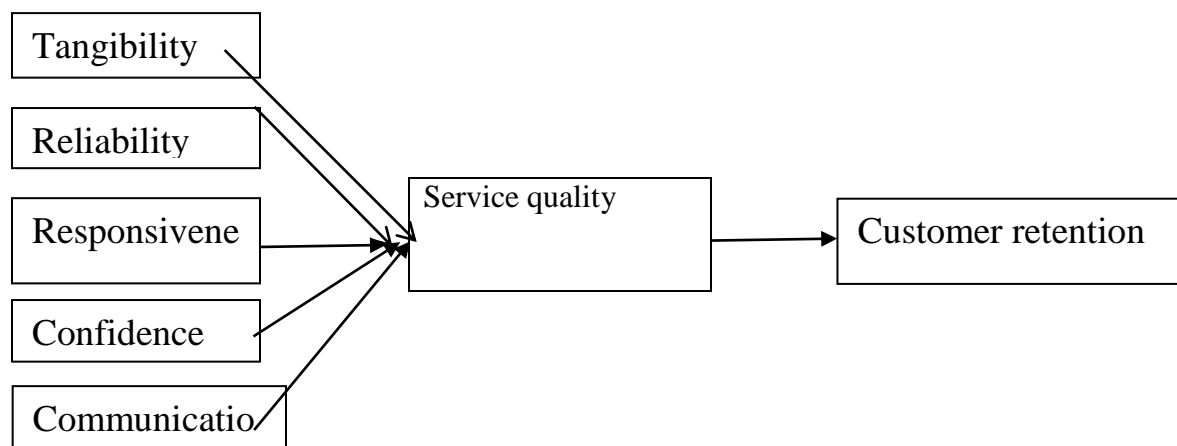 Tangibility
Reliability
Service quality
Responsivene
Customer retention
Confidence
Communicatio